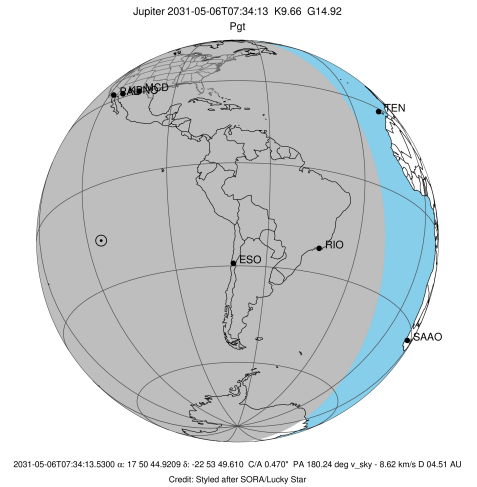 Jupiter 2031-05-06T07:34:13 K9.66 G14.92
Pgt
MCD
TEN
RIO
ESO
SAAO
2031-05-06T07:34:13.5300 α: 17 50 44.9209 δ: -22 53 49.610 C/A 0.470" PA 180.24 deg v_sky - 8.62 km/s D 04.51 AU
Credit: Styled after SORA/Lucky Star